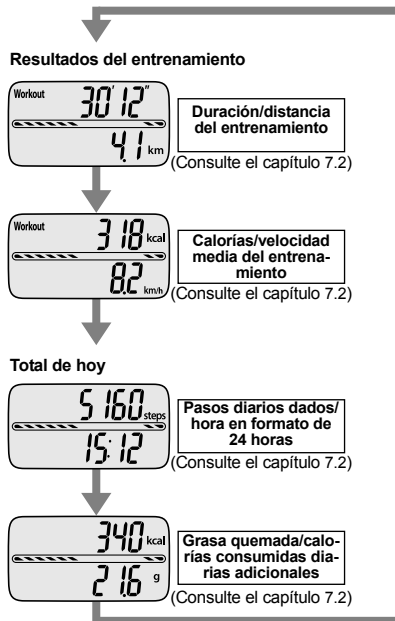 Resultados del entrenamiento
Workout 30'12"
4.1 km
Duración/distancia
del entrenamiento
(Consulte el capítulo 7.2)
Workout 318 kcal
8.2 km/h
Calorías/velocidad
media del entrena-
miento
(Consulte el capítulo 7.2)
Total de hoy
5160 steps
15:12
Pasos diarios dados/
hora en formato de
24 horas
(Consulte el capítulo 7.2)
340 kcal
21.6 g
Grasa quemada/calo-
rías consumidas dia-
rias adicionales
(Consulte el capítulo 7.2)